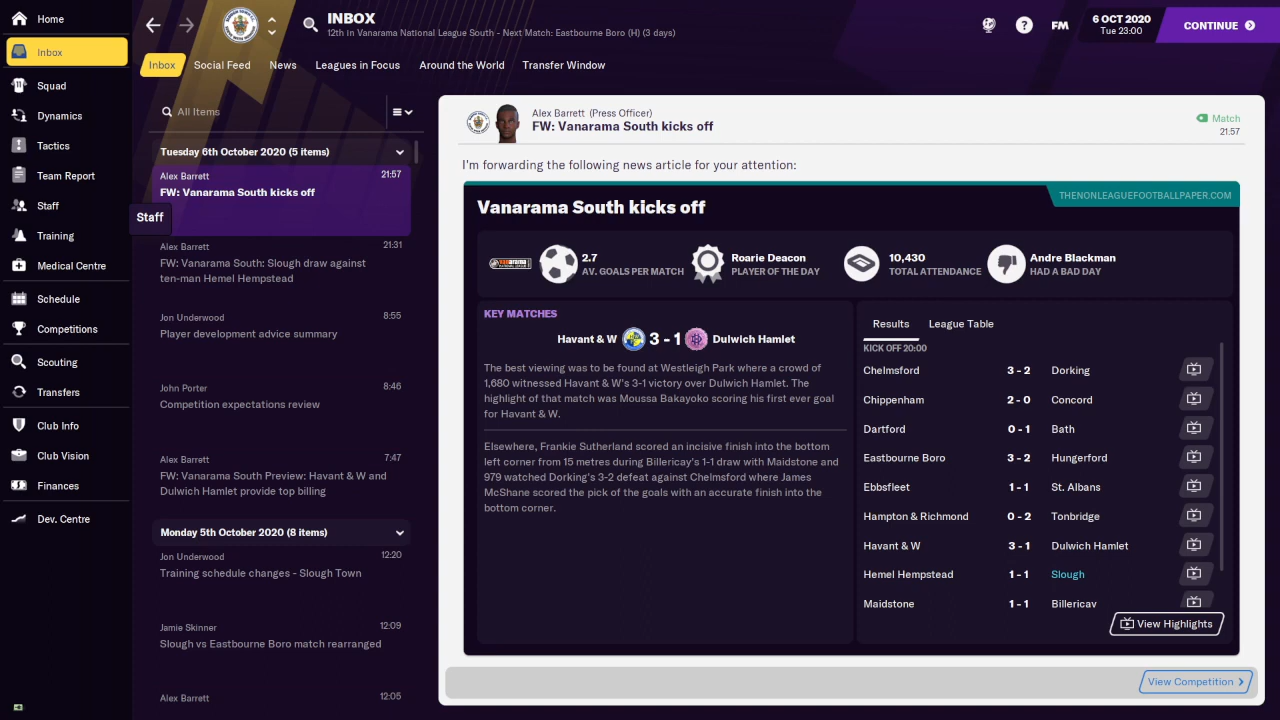 Home
Inbox
Squad
Dynamics
Tactics
Team Report
Staff
Staff
Training
Medical Centre
Schedule
Competitions
Scouting
Transfers
Club Info
Club Vision
Finances
Dev. Centre
INBOX
12th in Vanarama National League South - Next Match: Eastbourne Boro (H) (3 days)
FM
6 OCT 2020
Tue 23:00
CONTINUE
Inbox Social Feed News Leagues in Focus Around the World Transfer Window
All Items
Tuesday 6th October 2020 (5 items)
Alex Barrett 21:57
FW: Vanarama South kicks off
Alex Barrett 21:31
FW: Vanarama South: Slough draw against
ten-man Hemel Hempstead
Jon Underwood 8:55
Player development advice summary
John Porter 8:46
Competition expectations review
Alex Barrett 7:47
FW: Vanarama South Preview: Havant & W and
Dulwich Hamlet provide top billing
Monday 5th October 2020 (8 items)
Jon Underwood 12:20
Training schedule changes - Slough Town
Jamie Skinner 12:09
Slough vs Eastbourne Boro match rearranged
Alex Barrett 12:05
Alex Barrett (Press Officer)
FW: Vanarama South kicks off
Match
21:57
I'm forwarding the following news article for your attention:
Vanarama South kicks off
THENONLEAGUEFOOTBALLPAPER.COM
2.7
AV. GOALS PER MATCH
Roarie Deacon
PLAYER OF THE DAY
10,430
TOTAL ATTENDANCE
Andre Blackman
HAD A BAD DAY
KEY MATCHES
Havant & W 3 - 1 Dulwich Hamlet
The best viewing was to be found at Westleigh Park where a crowd of
1,680 witnessed Havant & W's 3-1 victory over Dulwich Hamlet. The
highlight of that match was Moussa Bakayoko scoring his first ever goal
for Havant & W.
Elsewhere, Frankie Sutherland scored an incisive finish into the bottom
left corner from 15 metres during Billericay's 1-1 draw with Maidstone and
979 watched Dorking's 3-2 defeat against Chelmsford where James
McShane scored the pick of the goals with an accurate finish into the
bottom corner.
Results League Table
KICK OFF 20:00
Chelmsford 3 - 2 Dorking
Chippenham 2 - 0 Concord
Dartford 0 - 1 Bath
Eastbourne Boro 3 - 2 Hungerford
Ebbsfleet 1 - 1 St. Albans
Hampton & Richmond 0 - 2 Tonbridge
Havant & W 3 - 1 Dulwich Hamlet
Hemel Hempstead 1 - 1 Slough
Maidstone 1 - 1 Billericay
View Highlights
View Competition